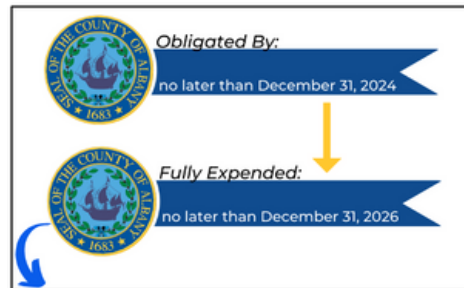 Obligated By:
SEAL OF THE COUNTY OF ALBANY
1683
no later than December 31, 2024
Fully Expended:
SEAL OF THE COUNTY OF ALBANY
1683
no later than December 31, 2026